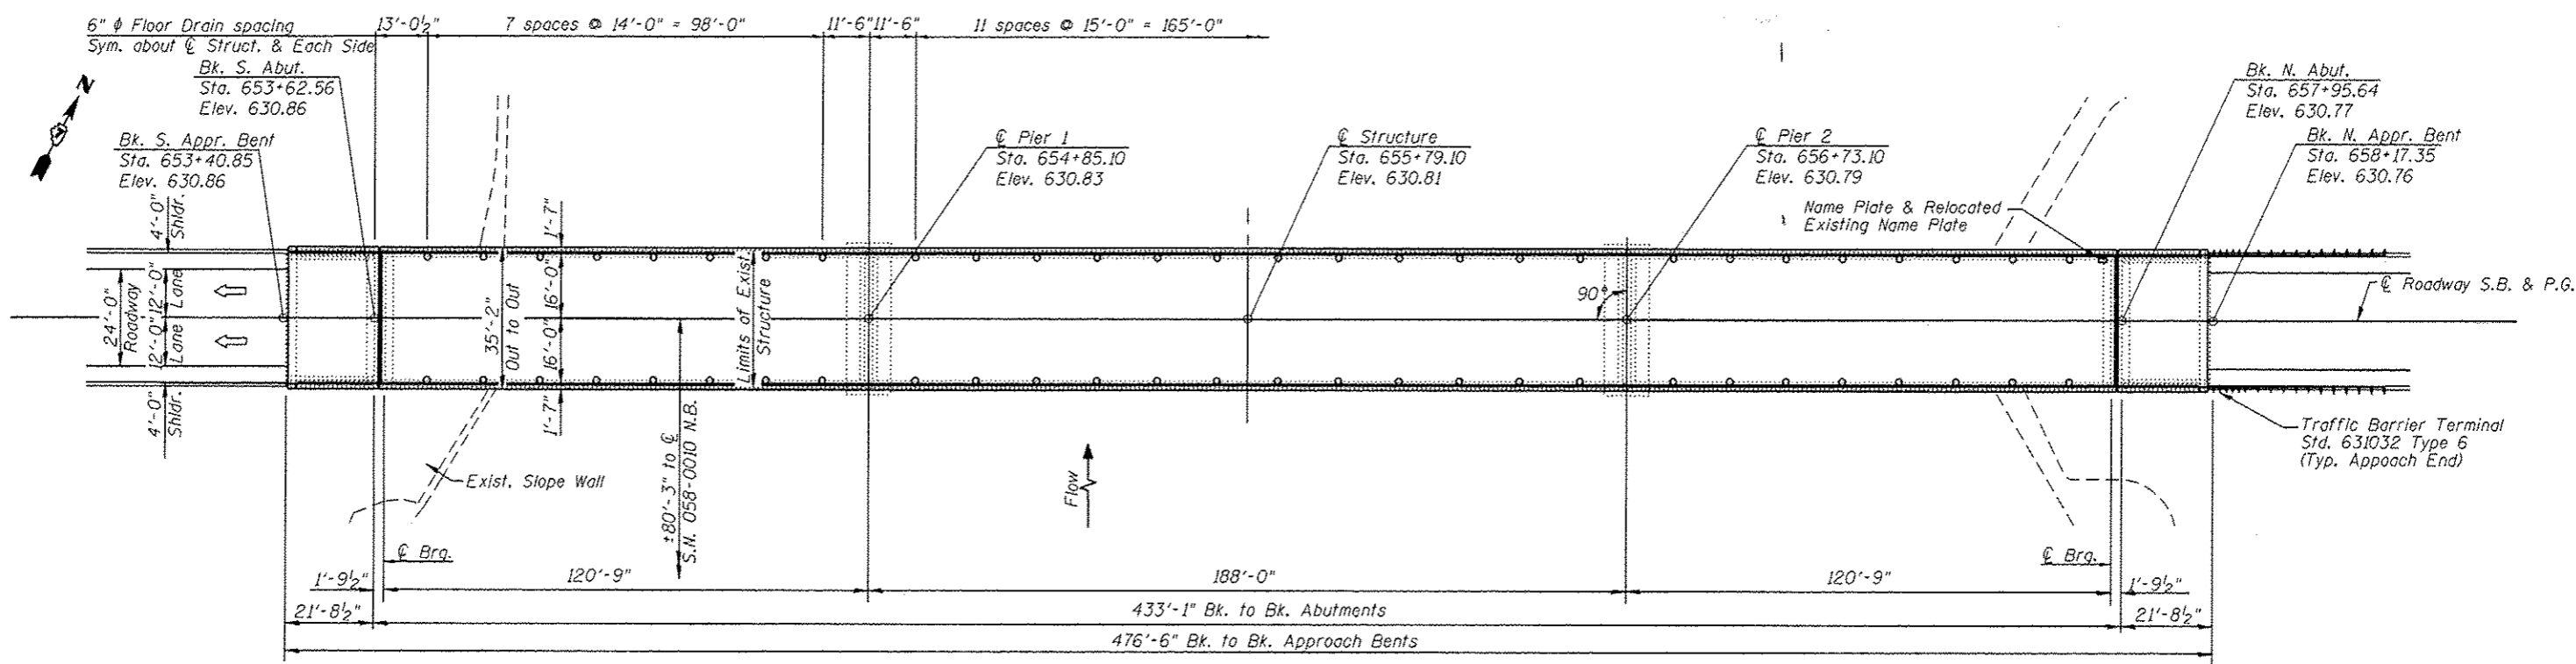 6" ϕ Floor Drain spacing
Sym. about ℄ Struct. & Each Side
13'-0½"
7 spaces @ 14'-0" = 98'-0"
11'-6"
11'-6"
11 spaces @ 15'-0" = 165'-0"
N
Bk. S. Abut.
Sta. 653+62.56
Elev. 630.86
Bk. S. Appr. Bent
Sta. 653+40.85
Elev. 630.86
℄ Pier 1
Sta. 654+85.10
Elev. 630.83
℄ Structure
Sta. 655+79.10
Elev. 630.81
℄ Pier 2
Sta. 656+73.10
Elev. 630.79
Bk. N. Abut.
Sta. 657+95.64
Elev. 630.77
Bk. N. Appr. Bent
Sta. 658+17.35
Elev. 630.76
Name Plate & Relocated
Existing Name Plate
4'-0"
Shldr.
24'-0"
Roadway
12'-0"
Lane
12'-0"
Lane
4'-0"
Shldr.
1'-7"
35'-2"
Out to Out
16'-0"
16'-0"
1'-7"
Limits of Exist
Structure
90°
℄ Roadway S.B. & P.G.
±80'-3" to ℄
S.N. 058-0010 N.B.
Exist. Slope Wall
Flow
Traffic Barrier Terminal
Std. 631032 Type 6
(Typ. Appoach End)
℄ Brg.
℄ Brg.
1'-9½"
120'-9"
188'-0"
120'-9"
1'-9½"
21'-8½"
433'-1" Bk. to Bk. Abutments
21'-8½"
476'-6" Bk. to Bk. Approach Bents